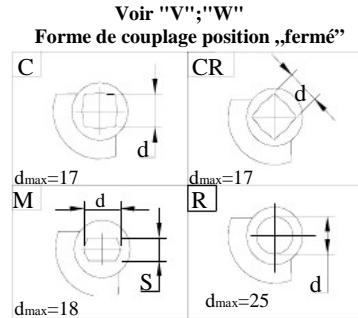 Voir "V";"W"
Forme de couplage position „fermé”
C
CR
d
d
dmax=17
dmax=17
M
d
R
S
d
dmax=18
dmax=25